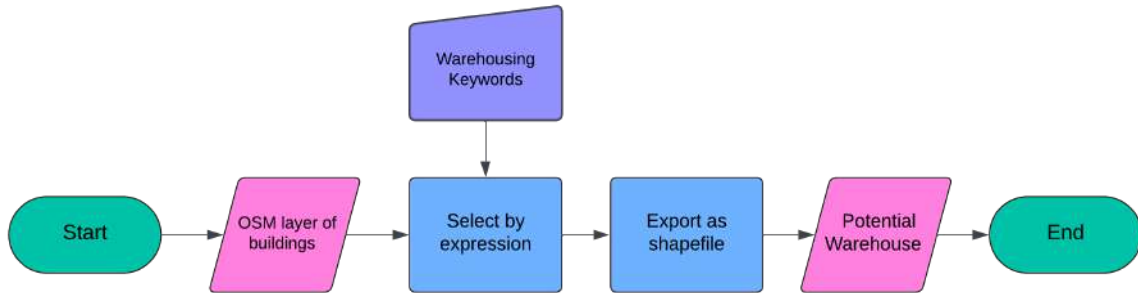 Warehousing
Keywords
Start
OSM layer of
buildings
Select by
expression
Export as
shapefile
Potential
Warehouse
End